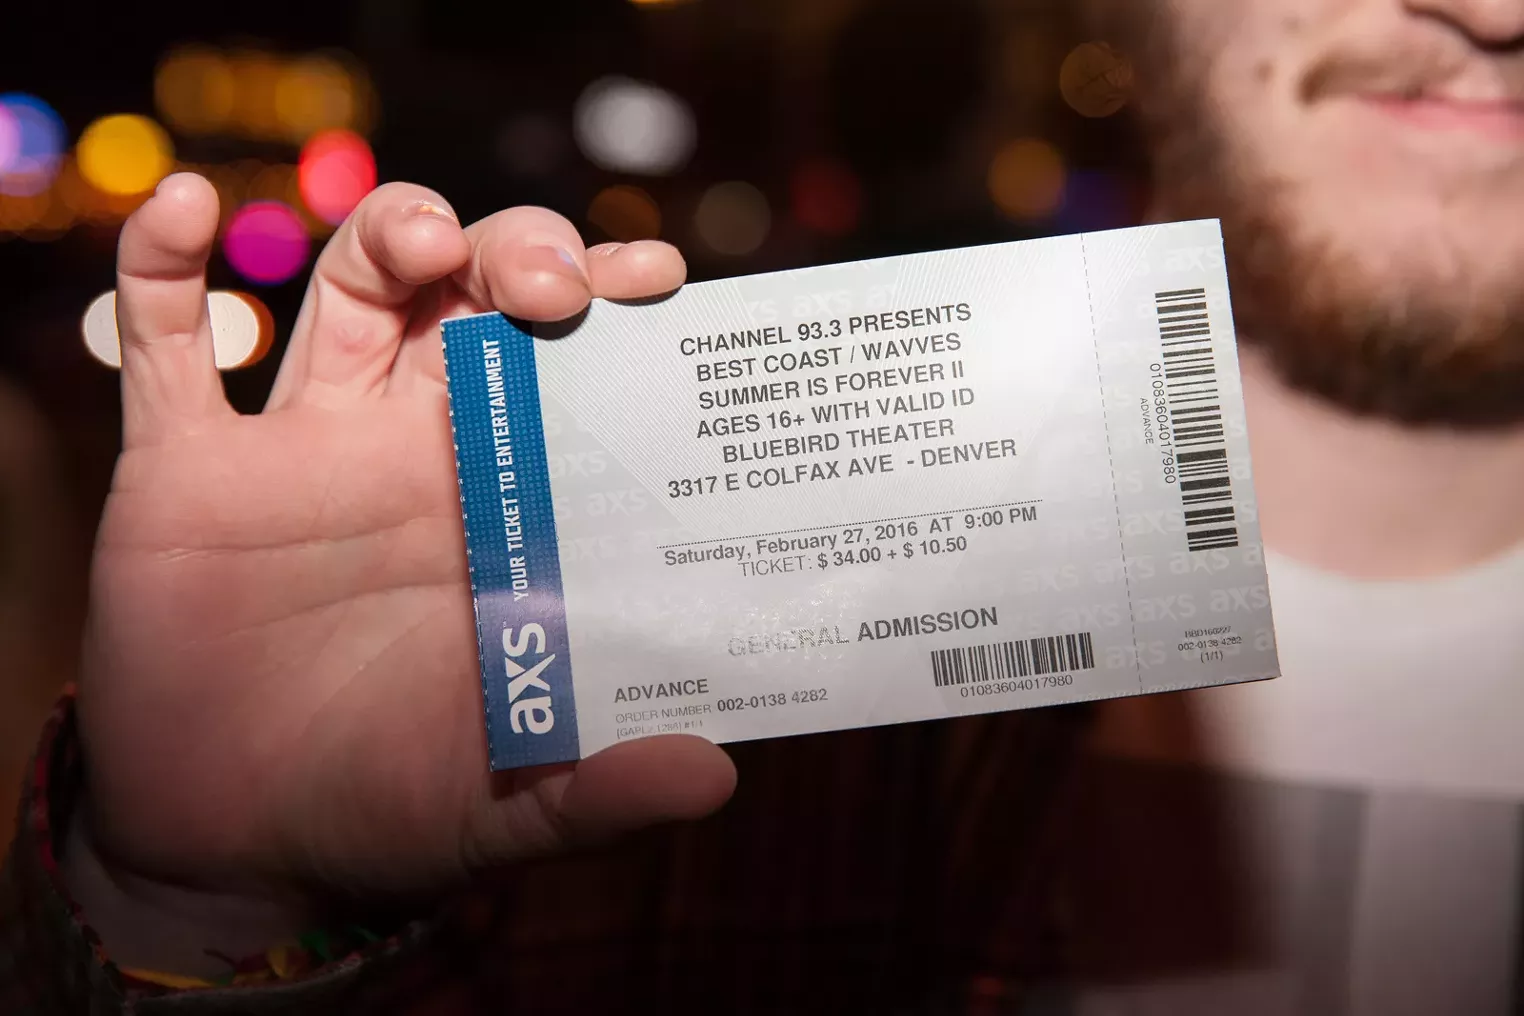 YOUR TICKET TO ENTERTAINMENT
axs
CHANNEL 93.3 PRESENTS
BEST COAST / WAVVES
SUMMER IS FOREVER II
AGES 16+ WITH VALID ID
BLUEBIRD THEATER
3317 E COLFAX AVE - DENVER
Saturday, February 27, 2016 AT 9:00 PM
TICKET: $ 34.00 + $ 10.50
GENERAL ADMISSION
ADVANCE
ORDER NUMBER 002-0138 4282
01083604017980
01083604017980
ADVANCE
BBD160227
002-0138 4282
(1/1)